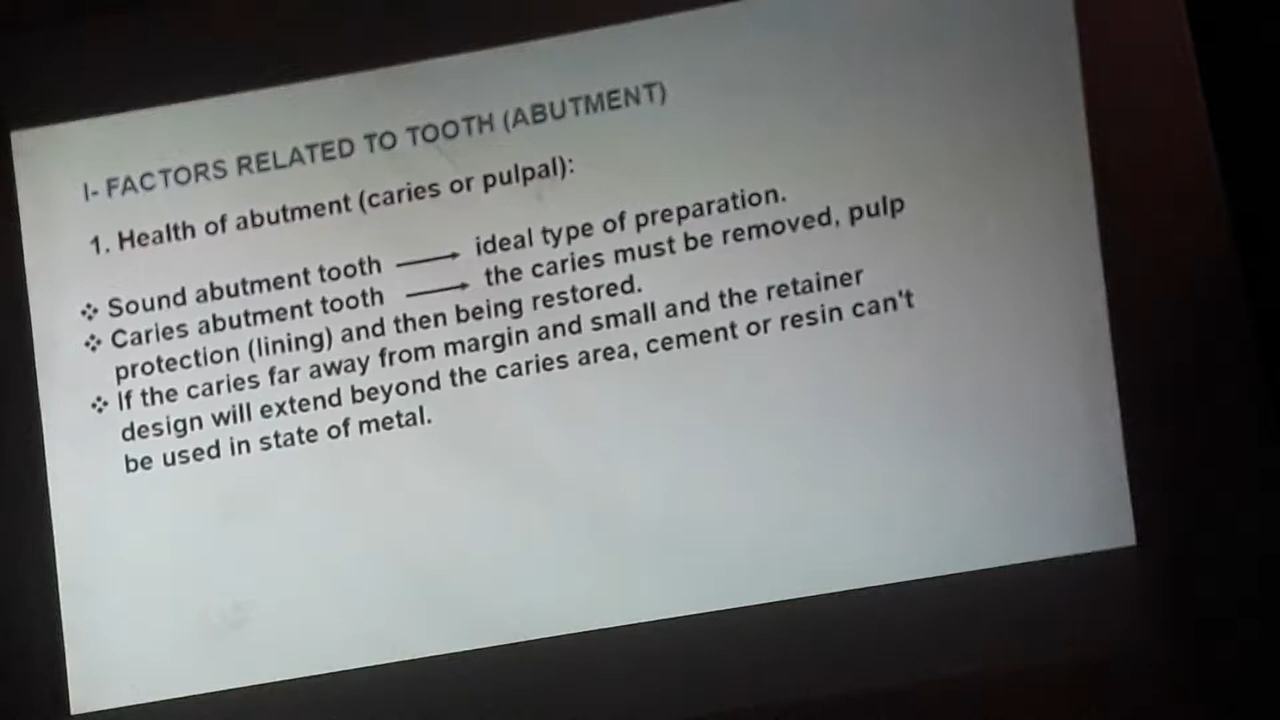 I- FACTORS RELATED TO TOOTH (ABUTMENT)
1. Health of abutment (caries or pulpal):
❖ Sound abutment tooth ⟶ ideal type of preparation.
❖ Caries abutment tooth ⟶ the caries must be removed, pulp
protection (lining) and then being restored.
❖ If the caries far away from margin and small and the retainer
design will extend beyond the caries area, cement or resin can't
be used in state of metal.